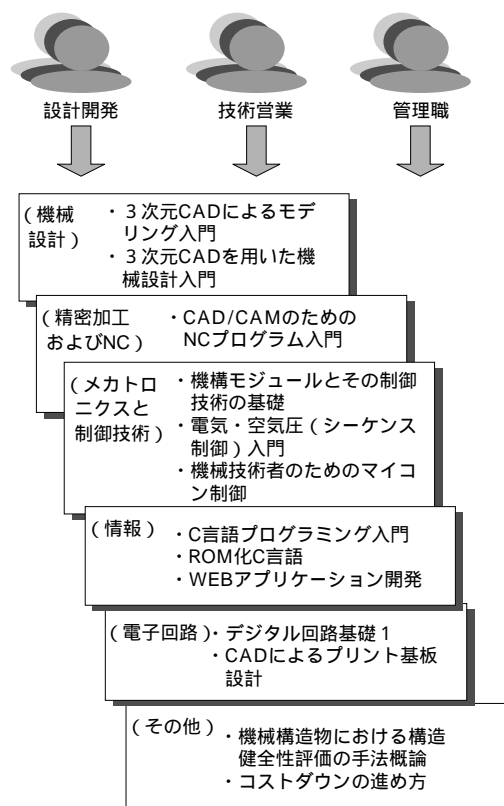 設計開発 技術営業 管理職
（機械設計）
・３次元CADによるモデ
リング入門
・３次元CADを用いた機
械設計入門
（精密加工
およびNC）
・CAD/CAMのための
NCプログラム入門
（メカトロ
ニクスと
制御技術）
・機構モジュールとその制御
技術の基礎
・電気・空気圧（シーケンス
制御）入門
・機械技術者のためのマイコ
ン制御
（情報）
・C言語プログラミング入門
・ROM化C言語
・WEBアプリケーション開発
（電子回路）
・デジタル回路基礎１
・CADによるプリント基板
設計
（その他）
・機械構造物における構造
健全性評価の手法概論
・コストダウンの進め方